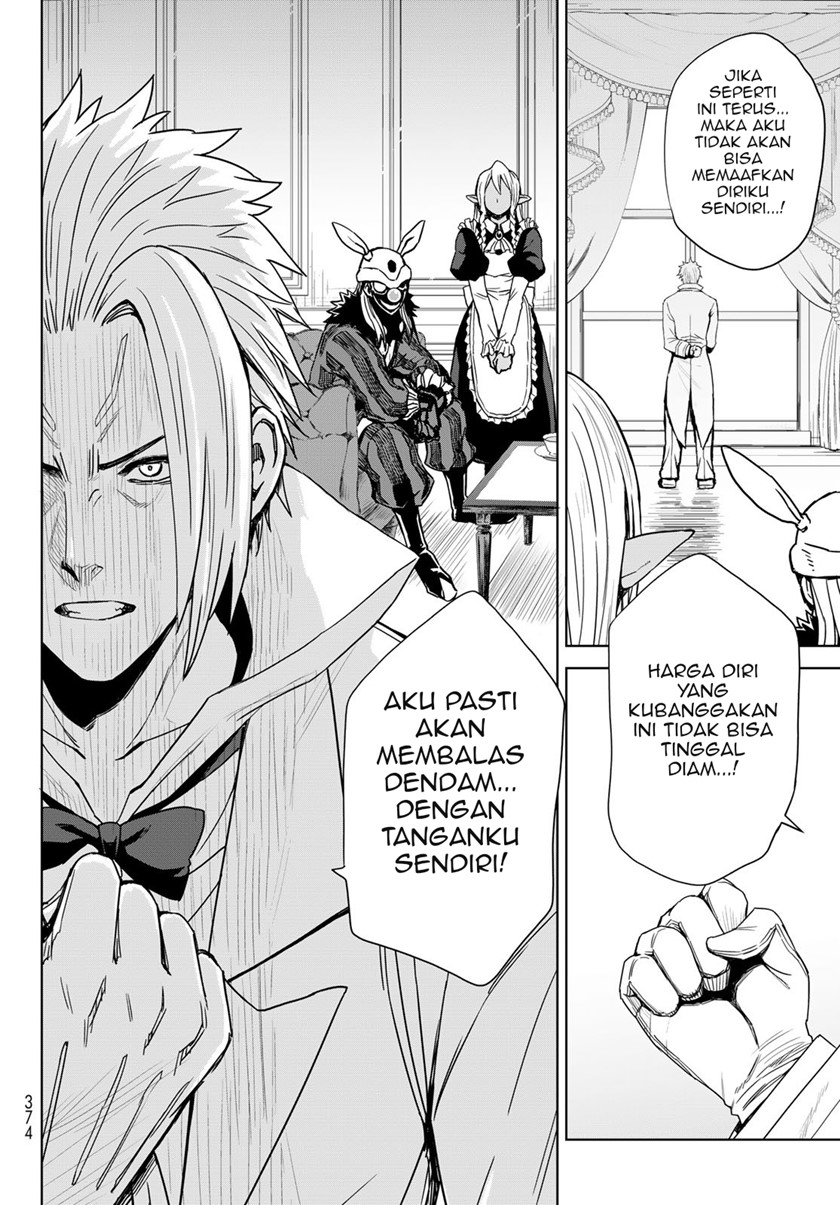 JIKA
SEPERTI
INI TERUS...
MAKA AKU
TIDAK AKAN
BISA
MEMAAFKAN
DIRIKU
SENDIRI...!
HARGA DIRI
YANG
KUBANGGAKAN
INI TIDAK BISA
TINGGAL
DIAM...!
AKU PASTI
AKAN
MEMBALAS
DENDAM...
DENGAN
TANGANKU
SENDIRI!
374